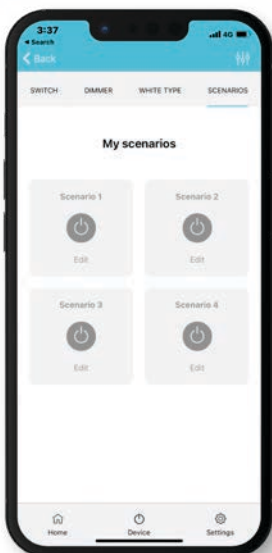 3:37
4G
◀ Search
Back
SWITCH DIMMER WHITE TYPE SCENARIOS
My scenarios
Scenario 1 Scenario 2
Edit Edit
Scenario 3 Scenario 4
Edit Edit
Home Device Settings